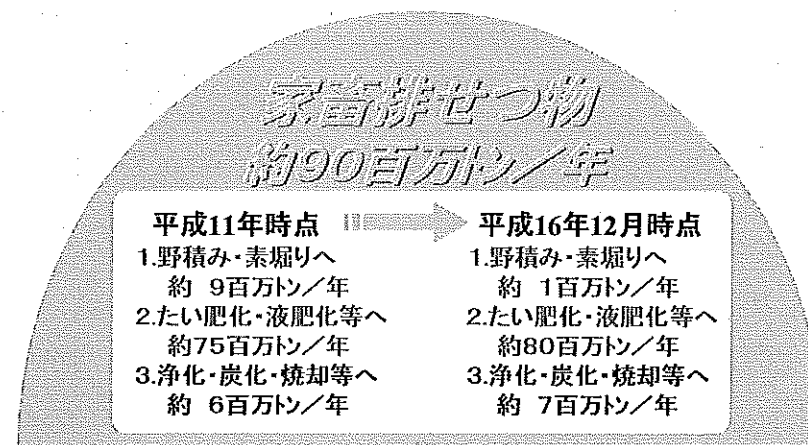 家畜排せつ物
約90百万トン／年
平成11年時点
1.野積み・素堀りへ
約 9百万トン／年
2.たい肥化・液肥化等へ
約75百万トン／年
3.浄化・炭化・焼却等へ
約 6百万トン／年
平成16年12月時点
1.野積み・素堀りへ
約 1百万トン／年
2.たい肥化・液肥化等へ
約80百万トン／年
3.浄化・炭化・焼却等へ
約 7百万トン／年